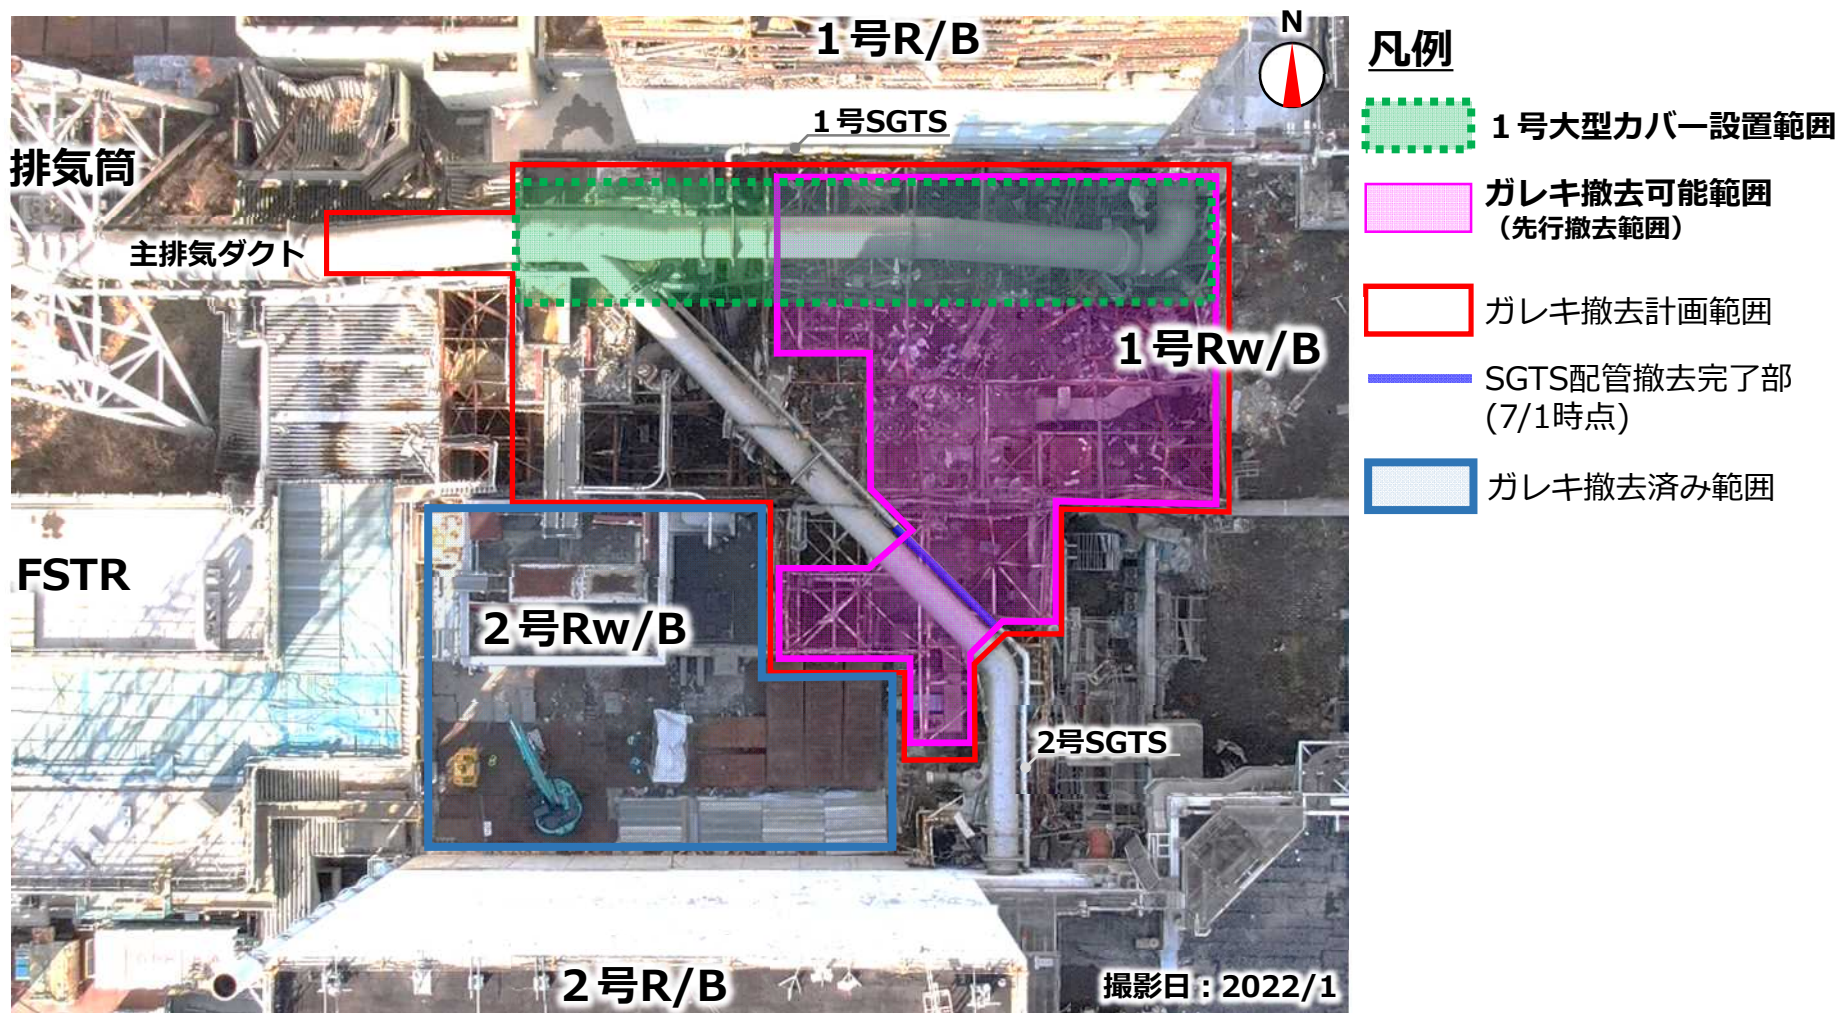 1号R/B
N
1号SGTS
排気筒
主排気ダクト
1号Rw/B
FSTR
2号Rw/B
2号SGTS
2号R/B
撮影日：2022/1
凡例
1号大型カバー設置範囲
ガレキ撤去可能範囲
（先行撤去範囲）
ガレキ撤去計画範囲
SGTS配管撤去完了部
(7/1時点)
ガレキ撤去済み範囲